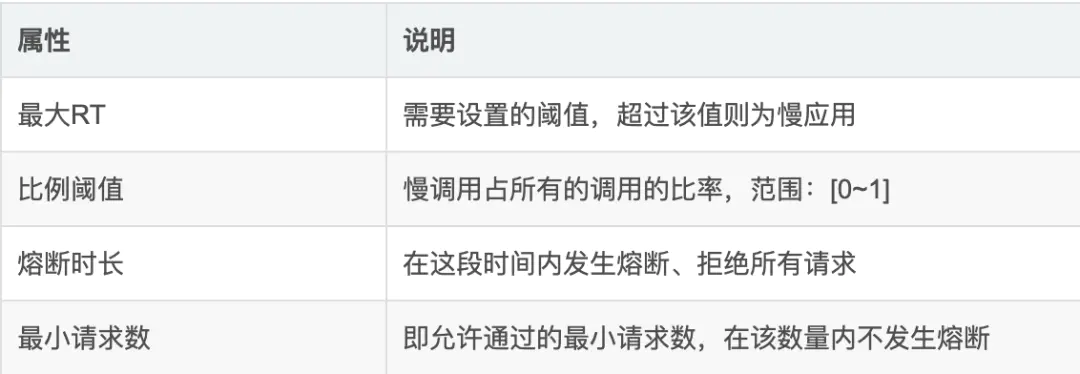 属性 说明
最大RT 需要设置的阈值，超过该值则为慢应用
比例阈值 慢调用占所有的调用的比率，范围：[0~1]
熔断时长 在这段时间内发生熔断、拒绝所有请求
最小请求数 即允许通过的最小请求数，在该数量内不发生熔断